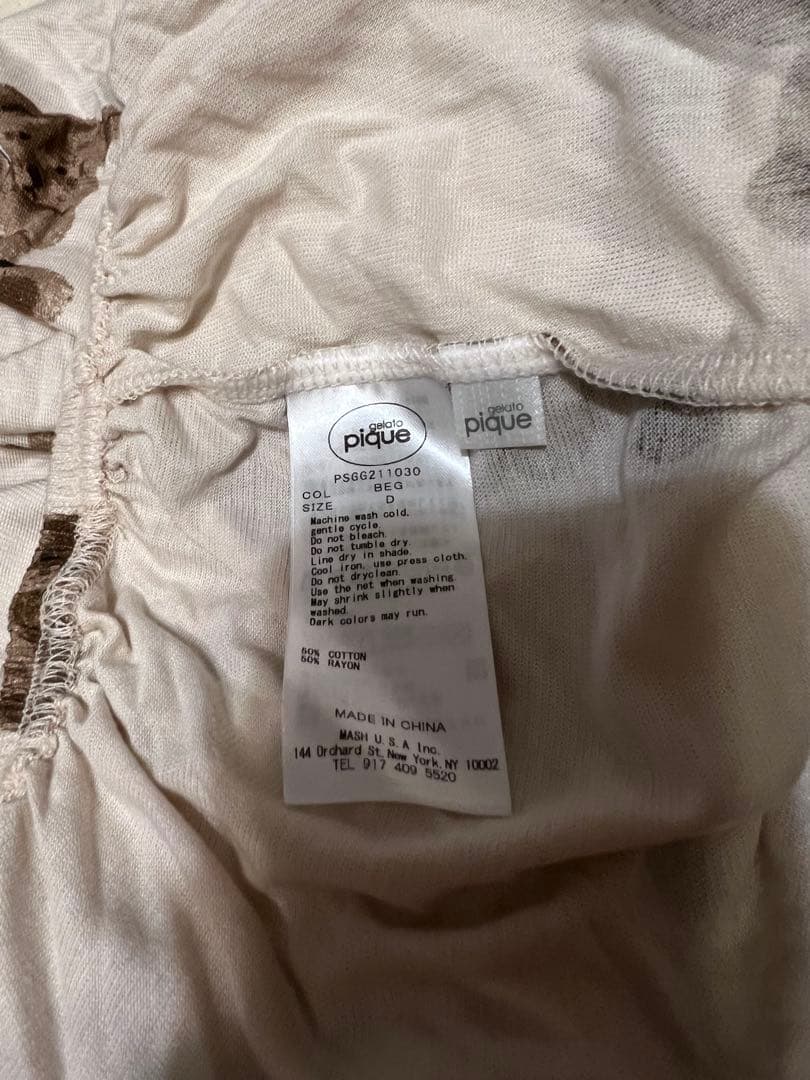 gelato
pique
gelato
pique
PSGG211030
COL BEG
SIZE D
Machine wash cold.
gentle cycle.
Do not bleach.
Do not tumble dry.
Line dry in shade.
Cool iron, use press cloth.
Do not dryclean.
Use the net when washing.
May shrink slightly when
washed.
Dark colors may run.
50% COTTON
50% RAYON
MADE IN CHINA
MASH U.S.A Inc.
144 Orchard St. New York. NY 10002
TEL 917 409 5520